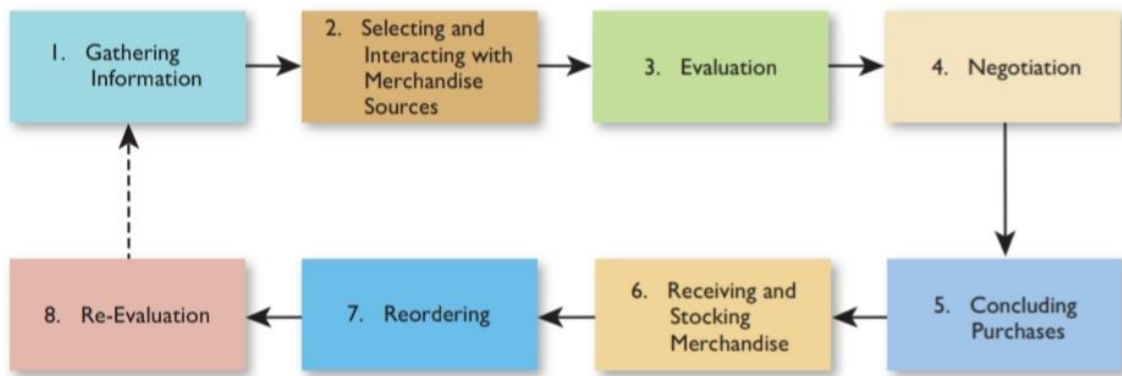 1. Gathering
Information
2. Selecting and
Interacting with
Merchandise
Sources
3. Evaluation
4. Negotiation
5. Concluding
Purchases
6. Receiving and
Stocking
Merchandise
7. Reordering
8. Re-Evaluation